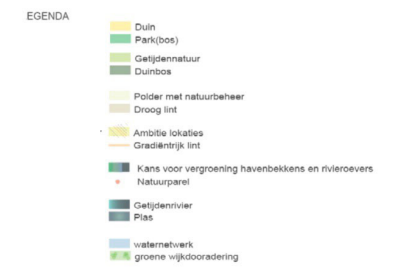 EGENDA
Duin
Park(bos)
Getijdennatuur
Duinbos
Polder met natuurbeheer
Droog lint
Ambitie lokaties
Gradiëntrijk lint
Kans voor vergroening havenbekkens en rivieroevers
Natuurparel
Getijdenrivier
Plas
waternetwerk
groene wijkdooradering